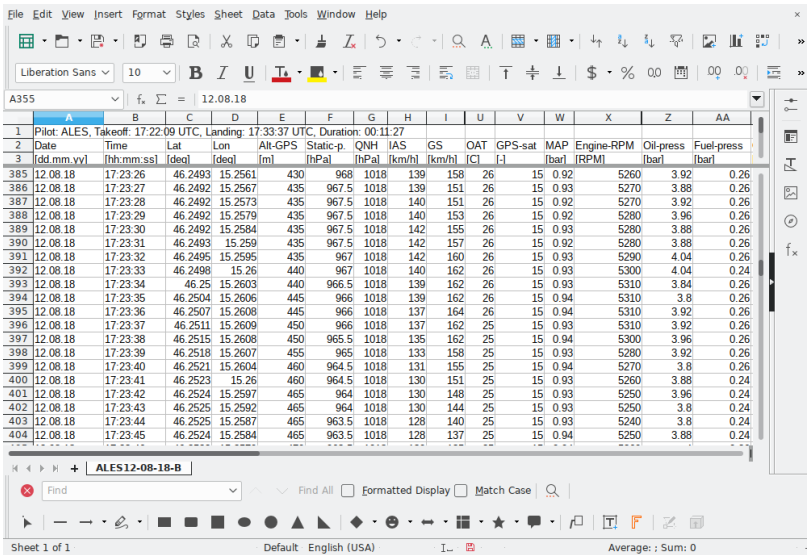 File Edit View Insert Format Styles Sheet Data Tools Window Help ×
Liberation Sans 10 B I U $ % 0.0 .00 .00 »
A355 fx Σ = 12.08.18
A B C D E F G H I U V W X Z AA
1 Pilot: ALES, Takeoff: 17:22:09 UTC, Landing: 17:33:37 UTC, Duration: 00:11:27
2 Date Time Lat Lon Alt-GPS Static-p. QNH IAS GS OAT GPS-sat MAP Engine-RPM Oil-press Fuel-press
3 [dd.mm.yy] [hh:mm:ss] [deg] [deg] [m] [hPa] [hPa] [km/h] [km/h] [C] [-] [bar] [RPM] [bar] [bar]
385 12.08.18 17:23:26 46.2493 15.2561 430 968 1018 139 158 26 15 0.92 5260 3.92 0.26
386 12.08.18 17:23:27 46.2492 15.2567 435 967.5 1018 139 151 26 15 0.93 5270 3.88 0.26
387 12.08.18 17:23:28 46.2492 15.2573 435 967.5 1018 140 151 26 15 0.92 5270 3.92 0.26
388 12.08.18 17:23:29 46.2492 15.2579 435 967.5 1018 140 153 26 15 0.92 5280 3.96 0.26
389 12.08.18 17:23:30 46.2492 15.2584 435 967.5 1018 142 155 26 15 0.93 5280 3.88 0.26
390 12.08.18 17:23:31 46.2493 15.259 435 967.5 1018 142 157 26 15 0.92 5280 3.88 0.26
391 12.08.18 17:23:32 46.2495 15.2595 435 967 1018 142 160 26 15 0.93 5290 4.04 0.26
392 12.08.18 17:23:33 46.2498 15.26 440 967 1018 140 162 26 15 0.93 5300 4.04 0.24
393 12.08.18 17:23:34 46.25 15.2603 440 966.5 1018 139 162 26 15 0.93 5310 3.84 0.26
394 12.08.18 17:23:35 46.2504 15.2606 445 966 1018 139 162 26 15 0.94 5310 3.8 0.26
395 12.08.18 17:23:36 46.2507 15.2608 445 966 1018 137 164 26 15 0.94 5310 3.92 0.26
396 12.08.18 17:23:37 46.2511 15.2609 450 966 1018 137 162 25 15 0.93 5310 3.92 0.26
397 12.08.18 17:23:38 46.2515 15.2608 450 965.5 1018 135 162 25 15 0.94 5300 3.96 0.26
398 12.08.18 17:23:39 46.2518 15.2607 455 965 1018 133 158 25 15 0.93 5280 3.92 0.26
399 12.08.18 17:23:40 46.2521 15.2604 460 964.5 1018 131 155 25 15 0.94 5270 3.8 0.26
400 12.08.18 17:23:41 46.2523 15.26 460 964.5 1018 130 151 25 15 0.93 5260 3.88 0.24
401 12.08.18 17:23:42 46.2524 15.2597 465 964 1018 130 148 25 15 0.93 5250 3.96 0.24
402 12.08.18 17:23:43 46.2525 15.2592 465 964 1018 130 144 25 15 0.93 5250 3.8 0.24
403 12.08.18 17:23:44 46.2525 15.2587 465 963.5 1018 128 140 25 15 0.93 5240 3.8 0.24
404 12.08.18 17:23:45 46.2524 15.2584 465 963.5 1018 128 137 25 15 0.94 5250 3.88 0.24
ALES12-08-18-B
Find Find All Formatted Display Match Case
Sheet 1 of 1 Default English (USA) Average: ; Sum: 0